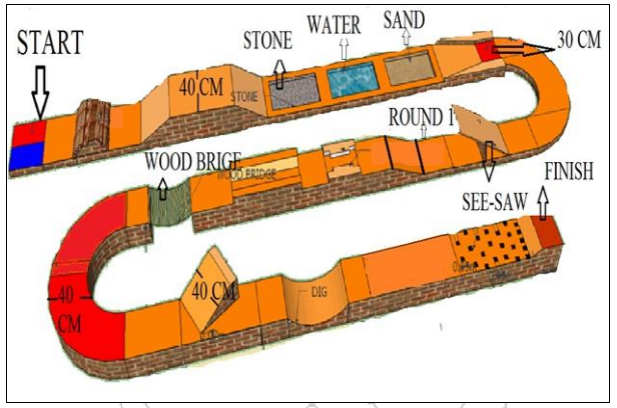 START
STONE
WATER
SAND
30 CM
40 CM
STONE
ROUND 1
WOOD BRIGE
WOOD BRIDGE
SEE-SAW
FINISH
40 CM
DIG
40
CM